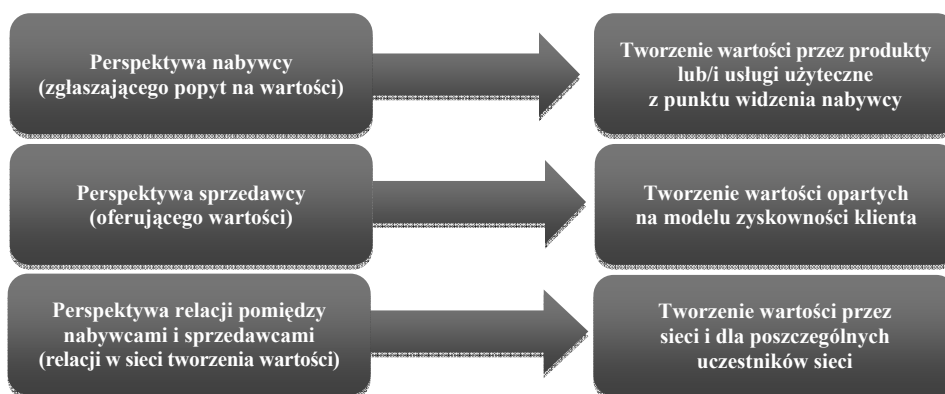 Perspektywa nabywcy
(zgłaszającego popyt na wartości)
Tworzenie wartości przez produkty
lub/i usługi użyteczne
z punktu widzenia nabywcy
Perspektywa sprzedawcy
(oferującego wartości)
Tworzenie wartości opartych
na modelu zyskowności klienta
Perspektywa relacji pomiędzy
nabywcami i sprzedawcami
(relacji w sieci tworzenia wartości)
Tworzenie wartości przez
sieci i dla poszczególnych
uczestników sieci